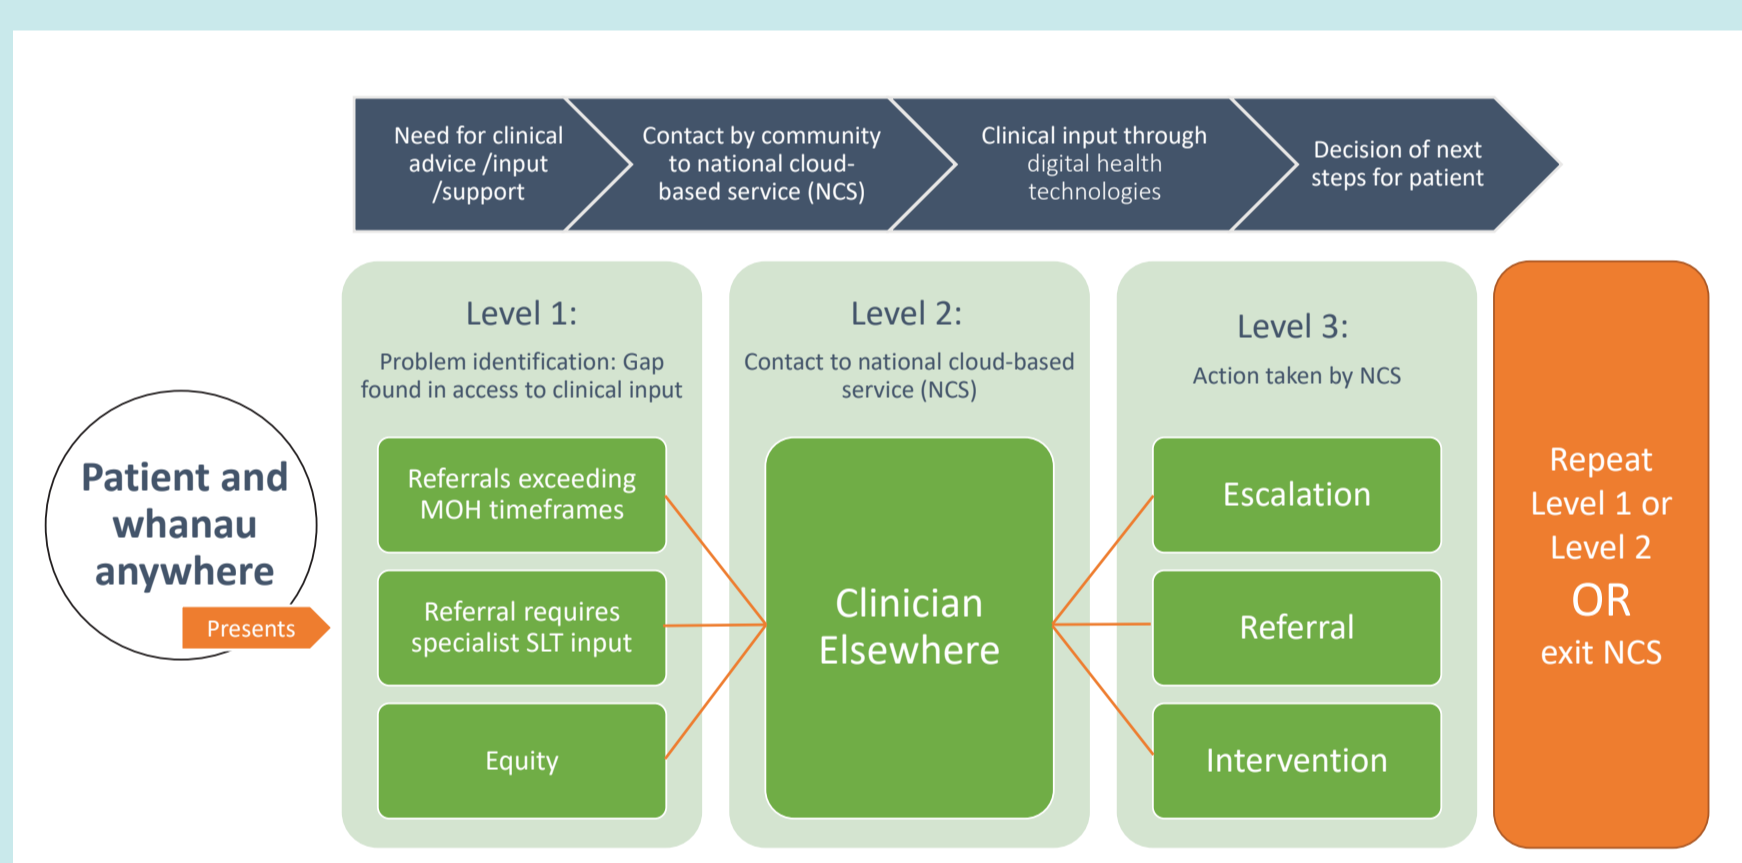 Need for clinical
advice /input
/support
Contact by community
to national cloud-
based service (NCS)
Clinical input through
digital health
technologies
Decision of next
steps for patient
Patient and
whanau
anywhere
Presents
Level 1:
Problem identification: Gap
found in access to clinical input
Referrals exceeding
MOH timeframes
Referral requires
specialist SLT input
Equity
Level 2:
Contact to national cloud-based
service (NCS)
Clinician
Elsewhere
Level 3:
Action taken by NCS
Escalation
Referral
Intervention
Repeat
Level 1 or
Level 2
OR
exit NCS